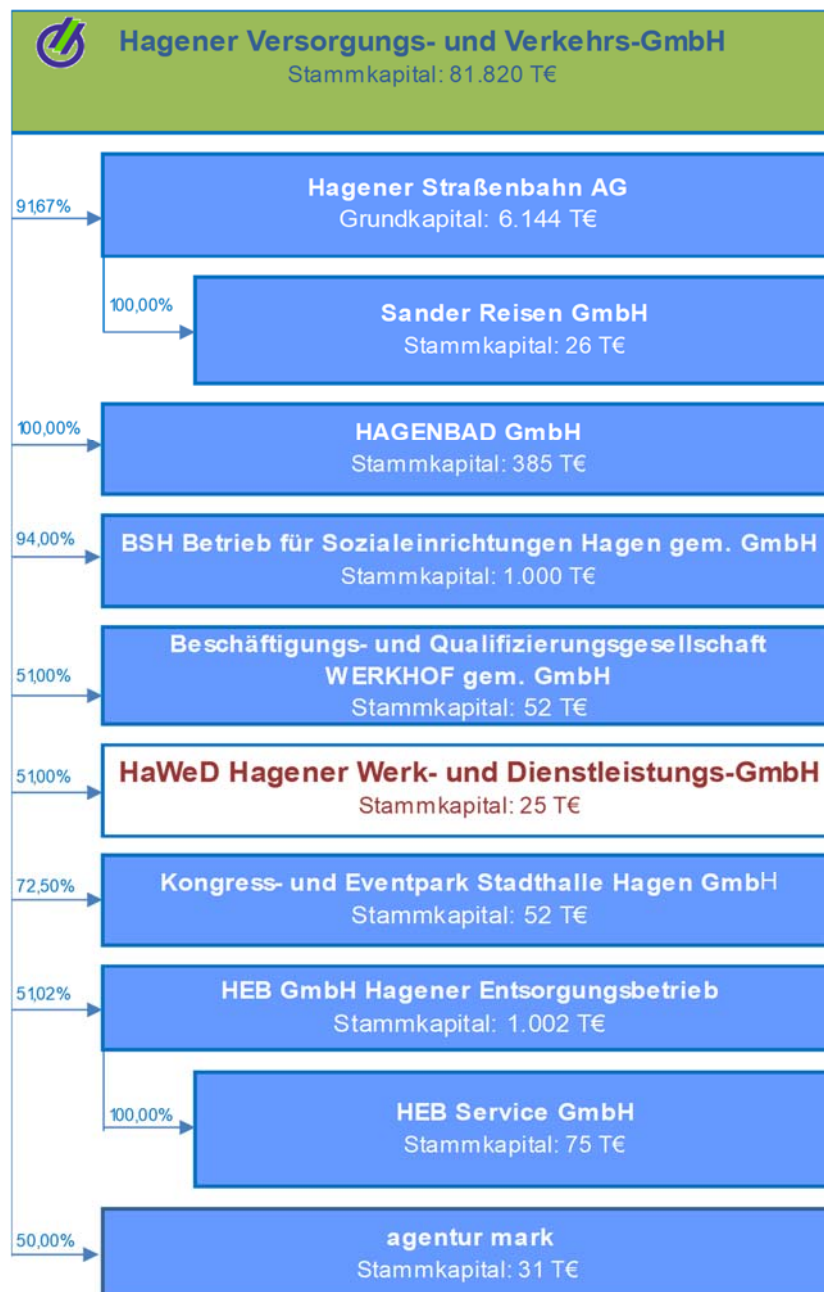 Hagener Versorgungs- und Verkehrs-GmbH
Stammkapital: 81.820 T€
91,67%
Hagener Straßenbahn AG
Grundkapital: 6.144 T€
100,00%
Sander Reisen GmbH
Stammkapital: 26 T€
100,00%
HAGENBAD GmbH
Stammkapital: 385 T€
94,00%
BSH Betrieb für Sozialeinrichtungen Hagen gem. GmbH
Stammkapital: 1.000 T€
51,00%
Beschäftigungs- und Qualifizierungsgesellschaft
WERKHOF gem. GmbH
Stammkapital: 52 T€
51,00%
HaWeD Hagener Werk- und Dienstleistungs-GmbH
Stammkapital: 25 T€
72,50%
Kongress- und Eventpark Stadthalle Hagen GmbH
Stammkapital: 52 T€
51,02%
HEB GmbH Hagener Entsorgungsbetrieb
Stammkapital: 1.002 T€
100,00%
HEB Service GmbH
Stammkapital: 75 T€
50,00%
agentur mark
Stammkapital: 31 T€